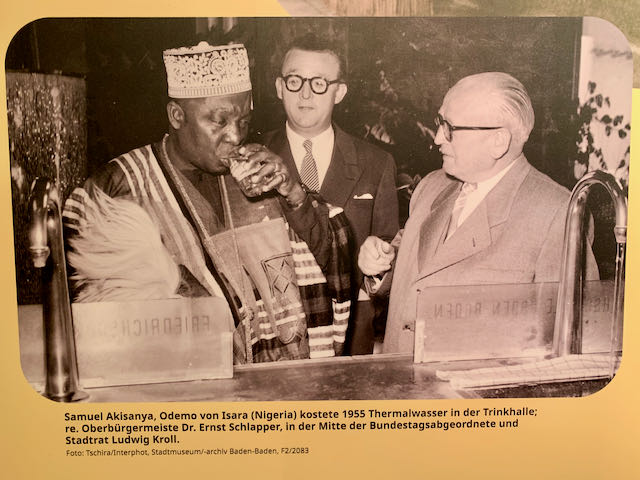 FRIEDRICHS
BADEN BADEN
Samuel Akisanya, Odemo von Isara (Nigeria) kostete 1955 Thermalwasser in der Trinkhalle;
re. Oberbürgermeiste Dr. Ernst Schlapper, in der Mitte der Bundestagsabgeordnete und
Stadtrat Ludwig Kroll.
Foto: Tschira/Interphot, Stadtmuseum/-archiv Baden-Baden, F2/2083